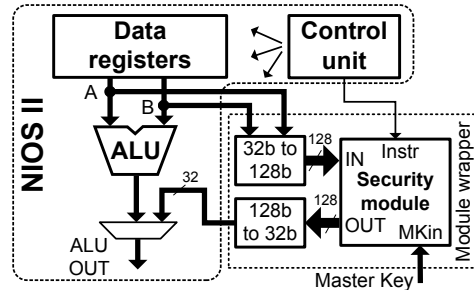 Data
registers
Control
unit
A
B
NIOS II
ALU
32b to
128b
128
IN
Instr
Security
module
Module wrapper
32
128b
to 32b
128
OUT
MKin
ALU
OUT
Master Key